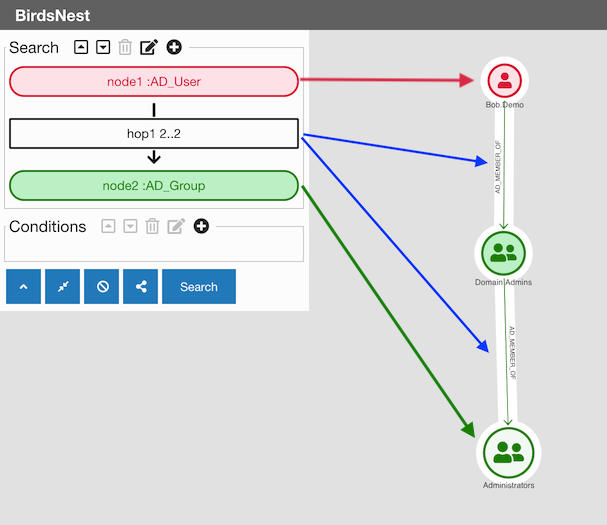 BirdsNest
Search
node1 :AD_User
hop1 2..2
node2 :AD_Group
Conditions
Search
Bob.Demo
AD_MEMBER_OF
Domain Admins
AD_MEMBER_OF
Administrators